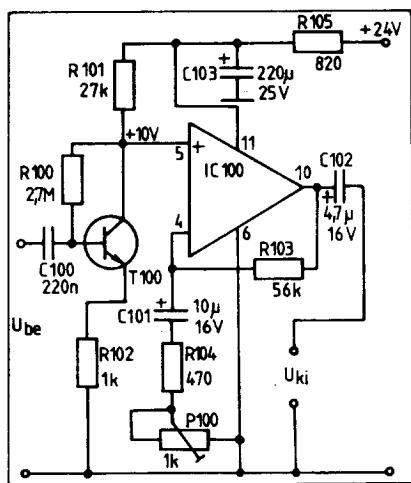 R105
+24V
820
R101
27k
C103
220µ
25V
+10V
R100
2,7M
5
+
11
IC100
10
C102
+
4,7µ
16V
4
6
R103
56k
T100
C100
220n
Ube
C101
+
10µ
16V
R102
1k
R104
470
Uki
P100
1k